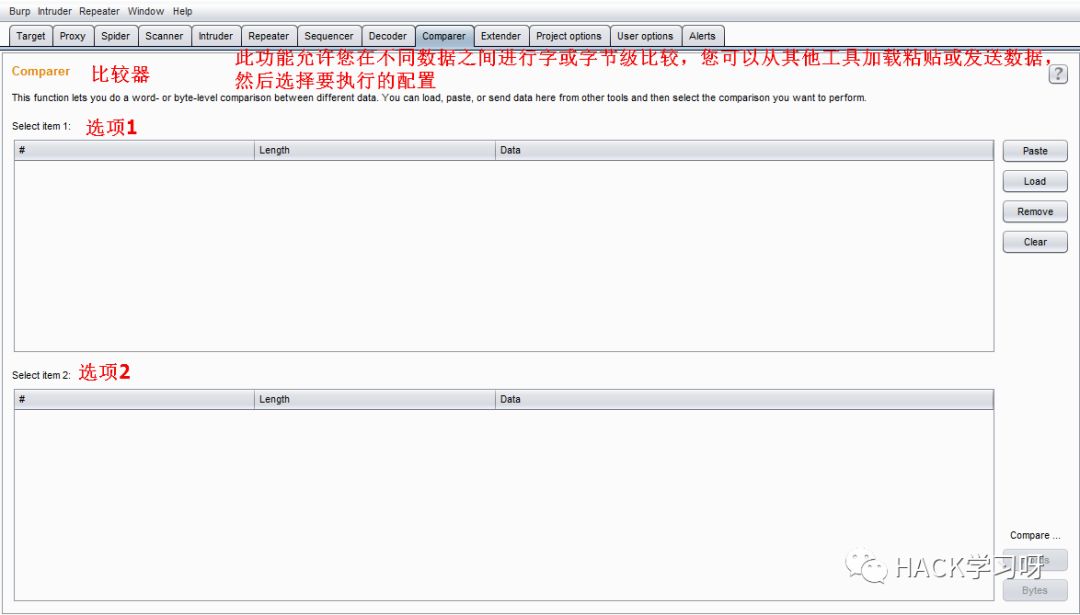 Burp Intruder Repeater Window Help
Target Proxy Spider Scanner Intruder Repeater Sequencer Decoder Comparer Extender Project options User options Alerts
此功能允许您在不同数据之间进行字或字节级比较，您可以从其他工具加载粘贴或发送数据，
然后选择要执行的配置
Comparer 比较器
?
This function lets you do a word- or byte-level comparison between different data. You can load, paste, or send data here from other tools and then select the comparison you want to perform.
Select item 1: 选项1
# Length Data
Paste
Load
Remove
Clear
Select item 2: 选项2
# Length Data
Compare ...
HACK学习呀
Bytes